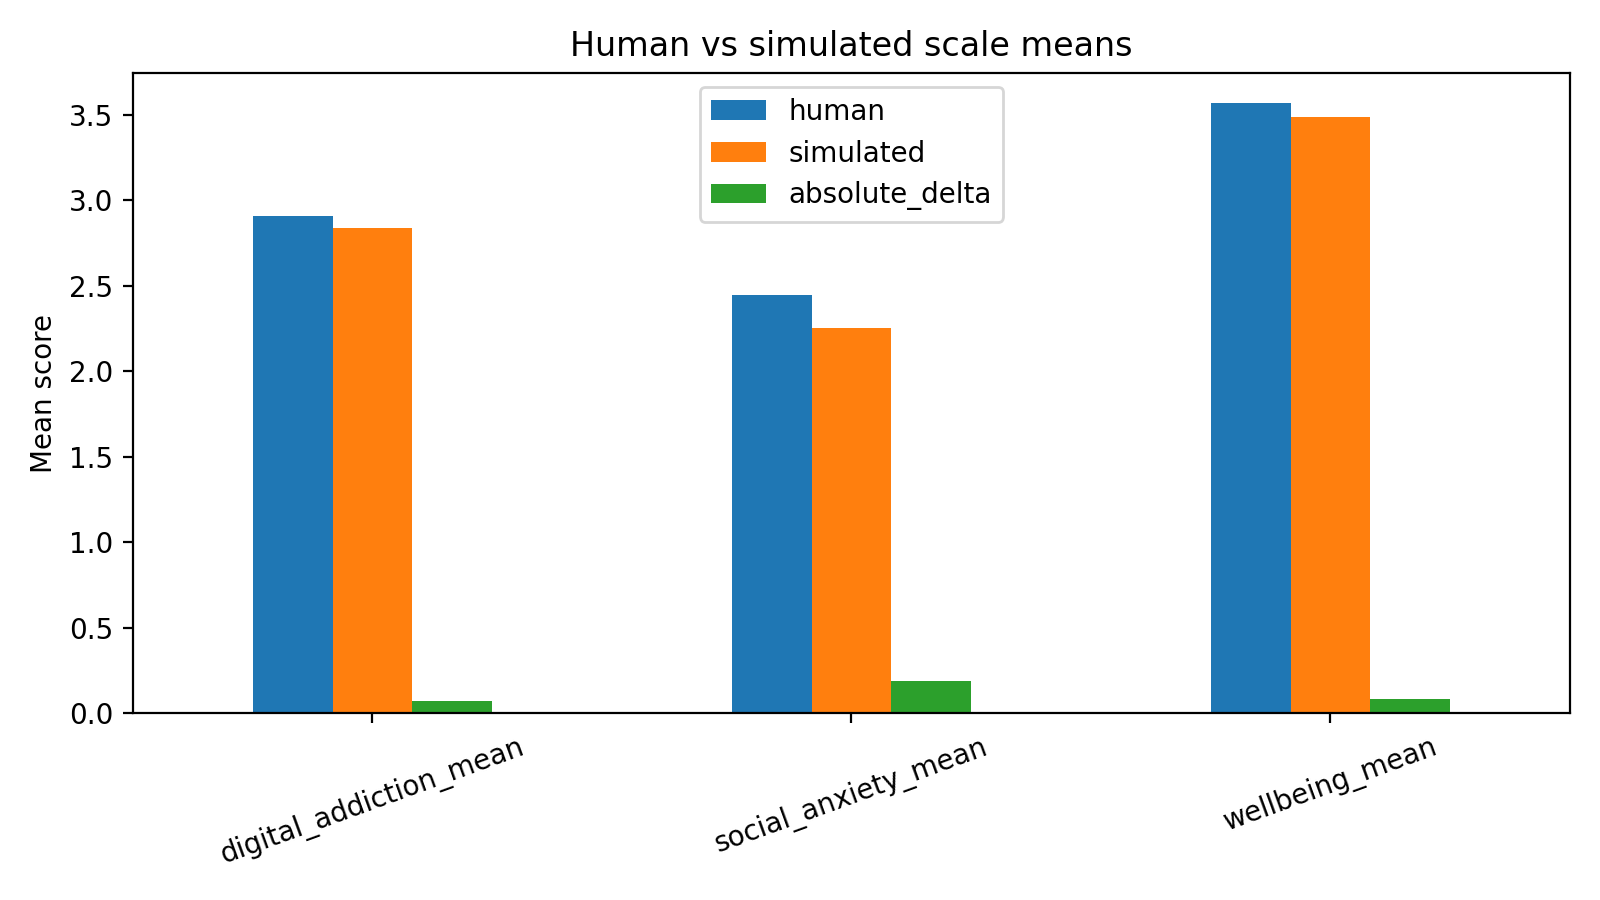 Human vs simulated scale means
human
simulated
absolute_delta
Mean score
3.5
3.0
2.5
2.0
1.5
1.0
0.5
0.0
digital_addiction_mean
social_anxiety_mean
wellbeing_mean